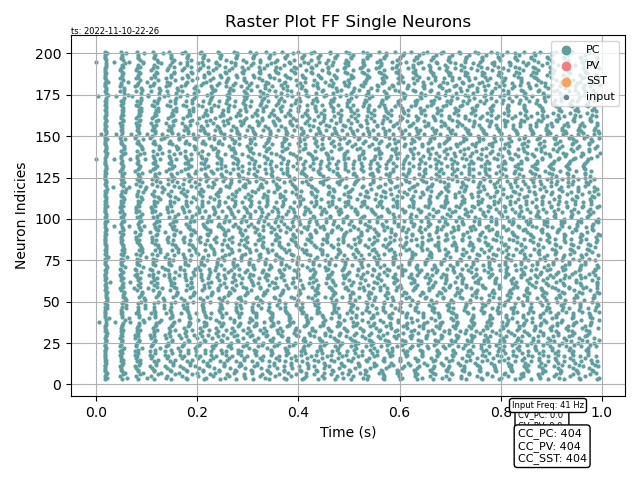 Raster Plot FF Single Neurons
ts: 2022-11-10-22-26
PC
PV
SST
input
200
175
150
125
100
75
50
25
0
Neuron Indicies
0.0 0.2 0.4 0.6 0.8 1.0
Time (s)
Input Freq: 41 Hz
CV_PC: 0.0
CC_PC: 404
CC_PV: 404
CC_SST: 404